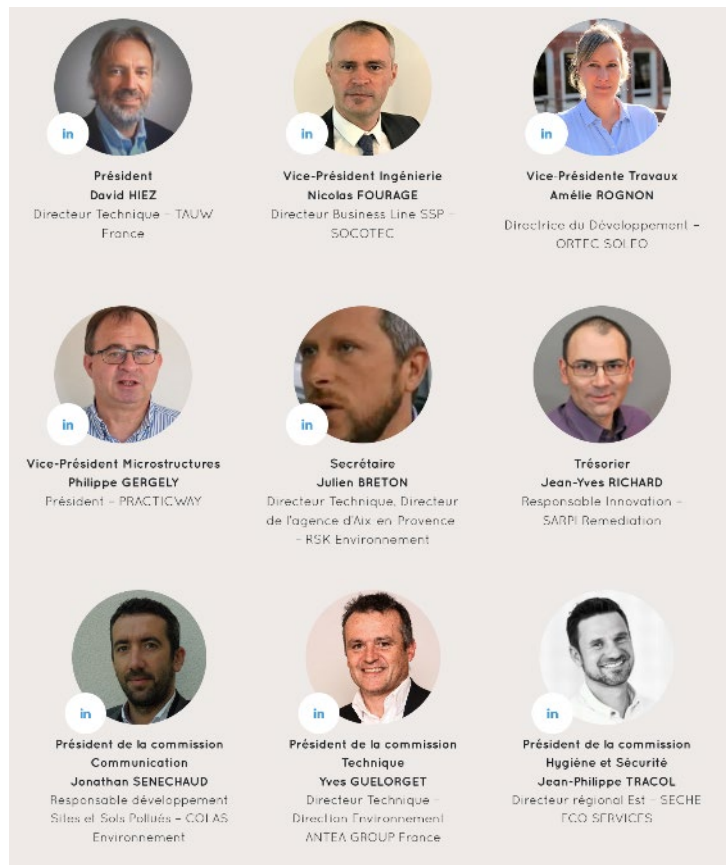 in
Président
David HIEZ
Directeur Technique – TAUW
France
in
Vice-Président Ingénierie
Nicolas FOURAGE
Directeur Business Line SSP –
SOCOTEC
in
Vice-Présidente Travaux
Amélie ROGNON
Directrice du Développement –
ORTEC SOLEO
in
Vice-Président Microstructures
Philippe GERGELY
Président – PRACTICWAY
in
Secrétaire
Julien BRETON
Directeur Technique, Directeur
de l'agence d'Aix en Provence
– RSK Environnement
Trésorier
Jean-Yves RICHARD
Responsable Innovation –
SARPI Remediation
in
Président de la commission
Communication
Jonathan SENECHAUD
Responsable développement
Sites et Sols Pollués – COLAS
Environnement
in
Président de la commission
Technique
Yves GUELORGET
Directeur Technique –
Direction Environnement
ANTEA GROUP France
in
Président de la commission
Hygiène et Sécurité
Jean-Philippe TRACOL
Directeur régional Est – SECHE
ECO SERVICES